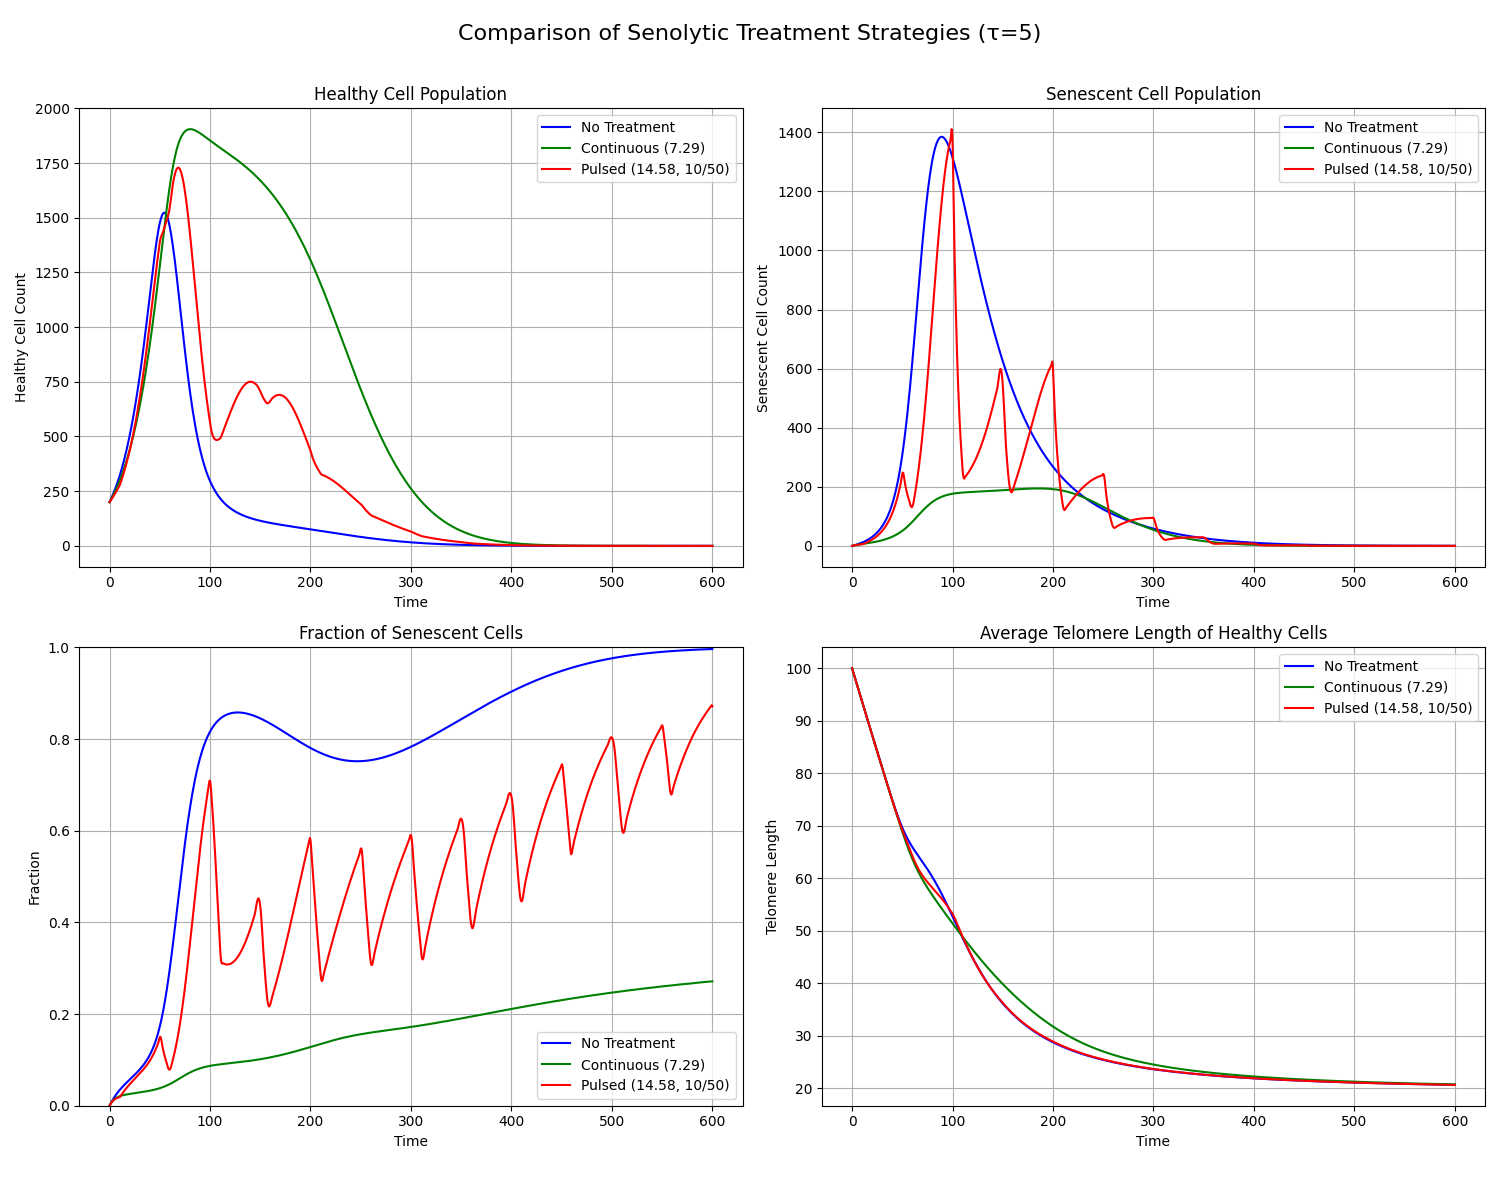 Comparison of Senolytic Treatment Strategies (τ=5)
Healthy Cell Population
Healthy Cell Count
2000
1750
1500
1250
1000
750
500
250
0
No Treatment
Continuous (7.29)
Pulsed (14.58, 10/50)
0 100 200 300 400 500 600
Time
Senescent Cell Population
Senescent Cell Count
1400
1200
1000
800
600
400
200
0
No Treatment
Continuous (7.29)
Pulsed (14.58, 10/50)
0 100 200 300 400 500 600
Time
Fraction of Senescent Cells
Fraction
1.0
0.8
0.6
0.4
0.2
0.0
No Treatment
Continuous (7.29)
Pulsed (14.58, 10/50)
0 100 200 300 400 500 600
Time
Average Telomere Length of Healthy Cells
Telomere Length
100
90
80
70
60
50
40
30
20
No Treatment
Continuous (7.29)
Pulsed (14.58, 10/50)
0 100 200 300 400 500 600
Time